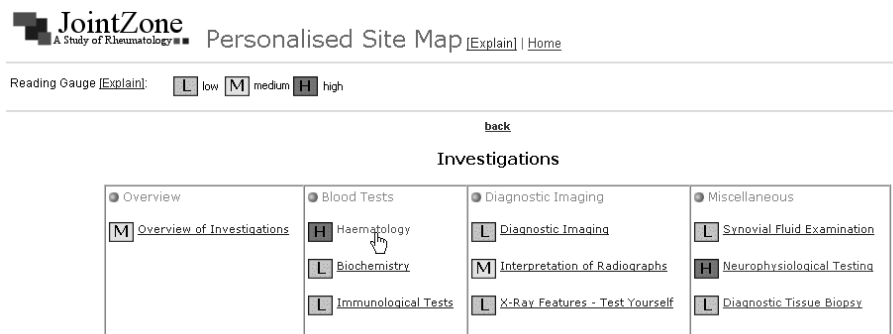 JointZone
A Study of Rheumatology
Personalised Site Map [Explain] | Home
Reading Gauge [Explain]: L low M medium H high
back
Investigations
Overview Blood Tests Diagnostic Imaging Miscellaneous
M Overview of Investigations H Haematology L Diagnostic Imaging L Synovial Fluid Examination
L Biochemistry M Interpretation of Radiographs H Neurophysiological Testing
L Immunological Tests L X-Ray Features - Test Yourself L Diagnostic Tissue Biopsy